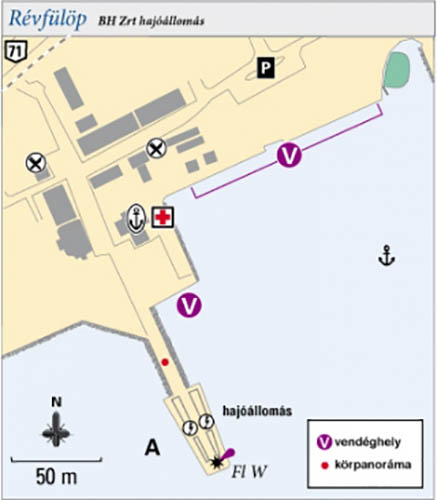 Révfülöp BH Zrt hajóállomás
71
P
V
V
hajóállomás
N
A
Fl W
50 m
V vendéghely
körpanoráma